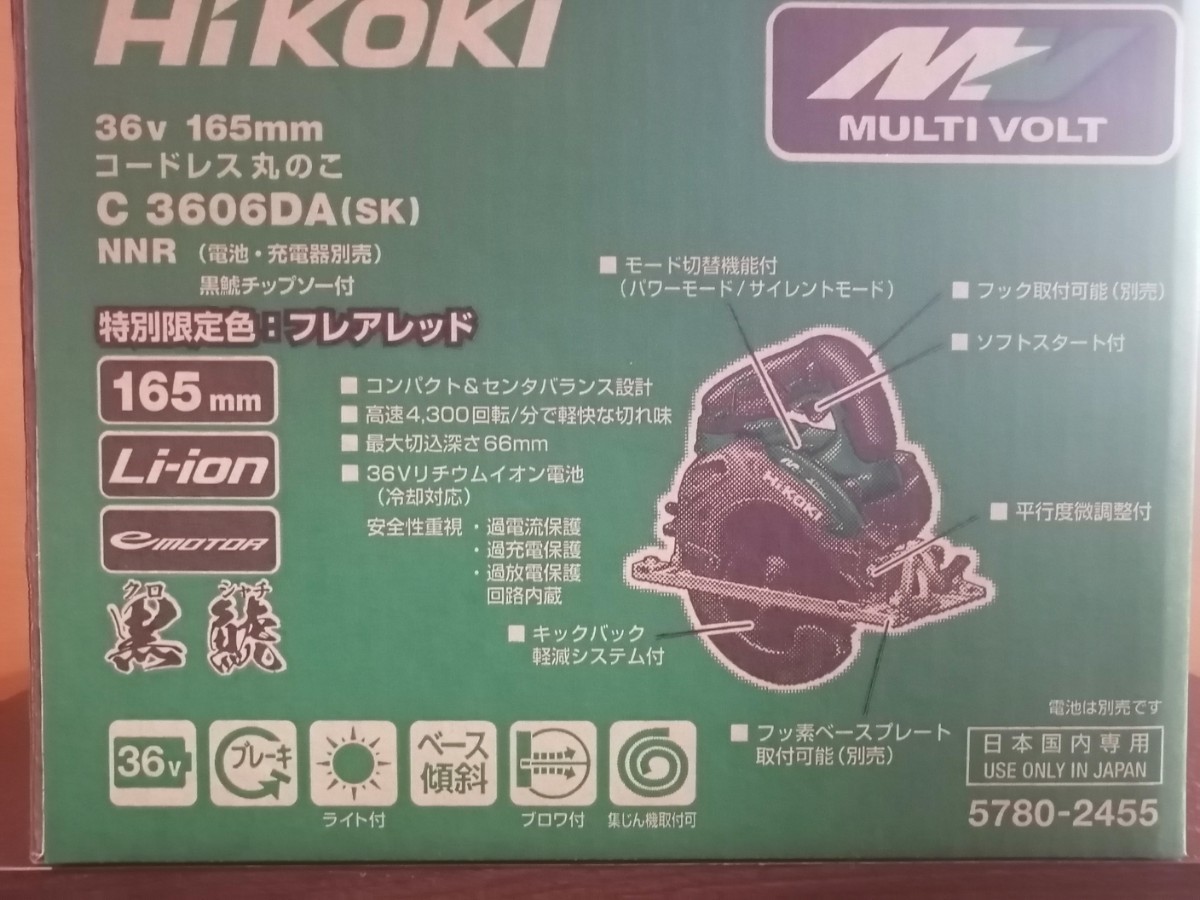 HiKOKI
MULTI VOLT
36v 165mm
コードレス 丸のこ
C 3606DA(SK)
NNR (電池・充電器別売)
黒鯱チップソー付
特別限定色:フレアレッド
165 mm
Li-ion
e MOTOR
クロ シャチ
黒 鯱
■ コンパクト&センタバランス設計
■ 高速4,300回転/分で軽快な切れ味
■ 最大切込深さ66mm
■ 36Vリチウムイオン電池
(冷却対応)
安全性重視 ・過電流保護
・過充電保護
・過放電保護
回路内蔵
■ モード切替機能付
(パワーモード/サイレントモード)
■ フック取付可能(別売)
■ ソフトスタート付
HiKOKI
■ 平行度微調整付
■ キックバック
軽減システム付
■ フッ素ベースプレート
取付可能(別売)
36v
ブレーキ
ライト付
ベース
傾斜
ブロワ付
集じん機取付可
電池は別売です
日本国内専用
USE ONLY IN JAPAN
5780-2455